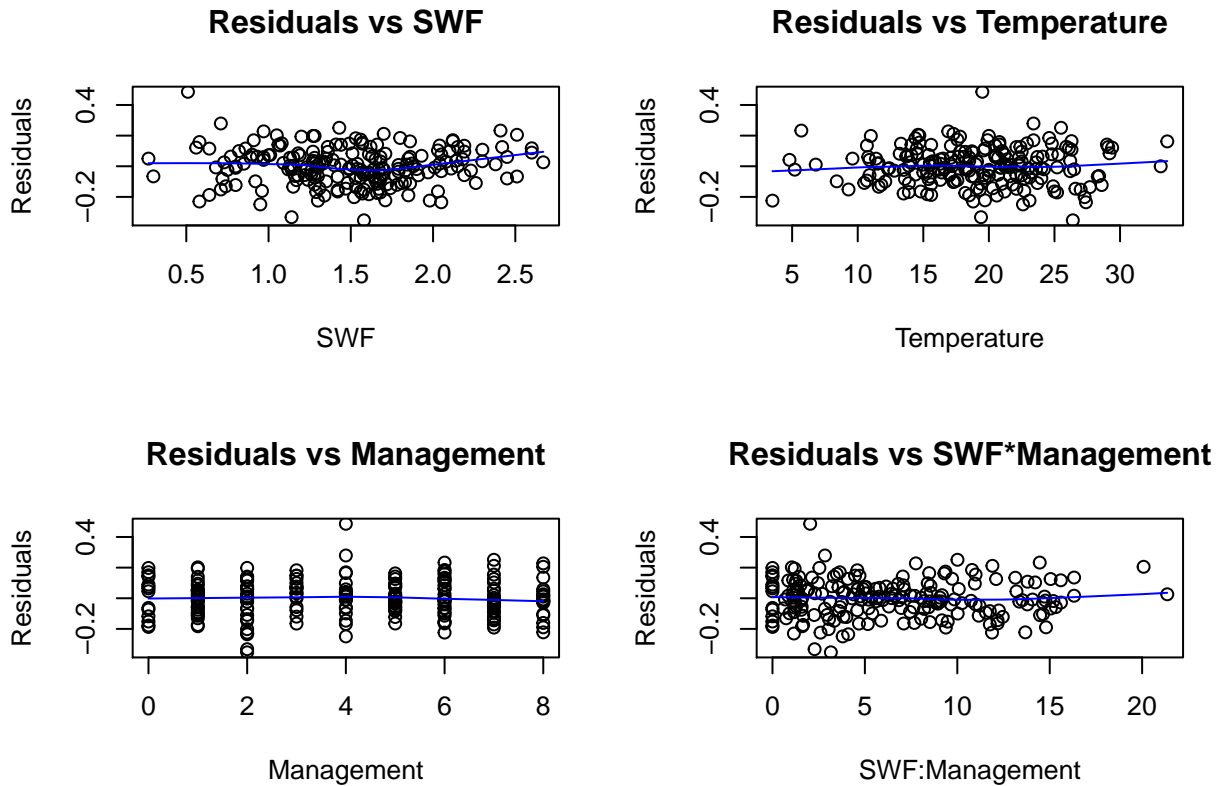 Residuals vs SWF
Residuals
0.4
−0.2
0.5 1.0 1.5 2.0 2.5
SWF
Residuals vs Temperature
Residuals
0.4
−0.2
5 10 15 20 25 30
Temperature
Residuals vs Management
Residuals
0.4
−0.2
0 2 4 6 8
Management
Residuals vs SWF*Management
Residuals
0.4
−0.2
0 5 10 15 20
SWF:Management